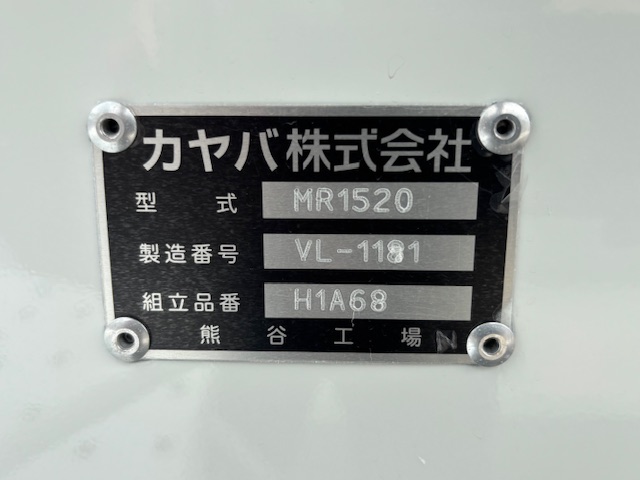 カヤバ株式会社
型式 MR1520
製造番号 VL-1181
組立品番 H1A68
熊谷工場 N